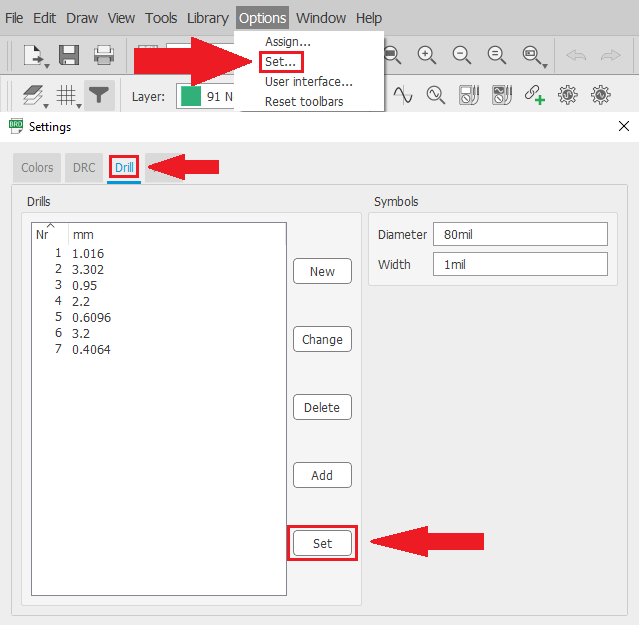 File Edit Draw View Tools Library Options Window Help
Assign...
Set...
User interface...
Reset toolbars
Layer: 91 N
BRD Settings
Colors DRC Drill
Drills Symbols
Nr mm
1 1.016
2 3.302
3 0.95
4 2.2
5 0.6096
6 3.2
7 0.4064
New
Change
Delete
Add
Set
Diameter 80mil
Width 1mil